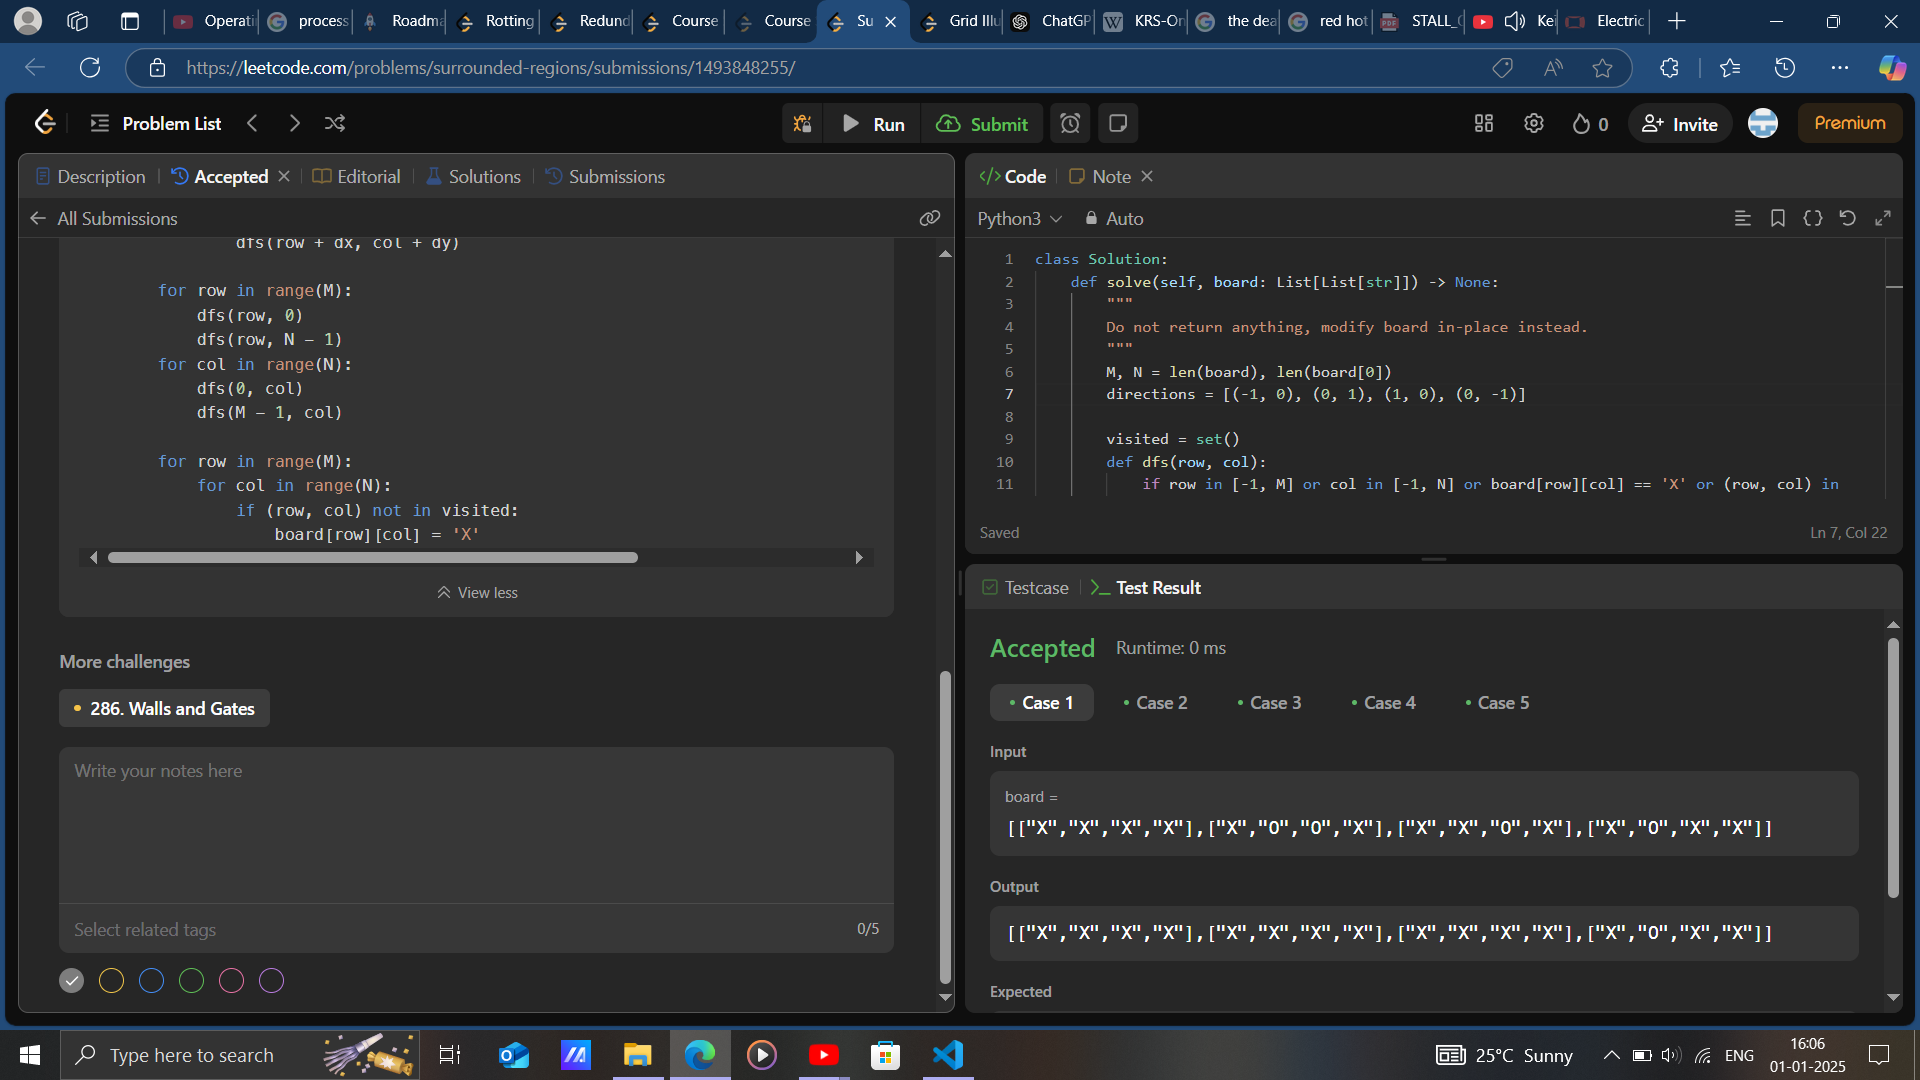 Operati
process
Roadma
Rotting
Redund
Course
Course
Su
Grid Illu
ChatGP
KRS-On
the dea
red hot
STALL_
Kei
Electric
https://leetcode.com/problems/surrounded-regions/submissions/1493848255/
Problem List
Run
Submit
0
Invite
Premium
Description
Accepted
Editorial
Solutions
Submissions
All Submissions
dfs(row + dx, col + dy)
for row in range(M):
dfs(row, 0)
dfs(row, N - 1)
for col in range(N):
dfs(0, col)
dfs(M - 1, col)
for row in range(M):
for col in range(N):
if (row, col) not in visited:
board[row][col] = 'X'
View less
More challenges
286. Walls and Gates
Write your notes here
Select related tags
0/5
Code
Note
Python3
Auto
1 class Solution:
2 def solve(self, board: List[List[str]]) -> None:
3 """
4 Do not return anything, modify board in-place instead.
5 """
6 M, N = len(board), len(board[0])
7 directions = [(-1, 0), (0, 1), (1, 0), (0, -1)]
8
9 visited = set()
10 def dfs(row, col):
11 if row in [-1, M] or col in [-1, N] or board[row][col] == 'X' or (row, col) in
Saved
Ln 7, Col 22
Testcase
Test Result
Accepted
Runtime: 0 ms
Case 1
Case 2
Case 3
Case 4
Case 5
Input
board =
[["X","X","X","X"],["X","O","O","X"],["X","X","O","X"],["X","O","X","X"]]
Output
[["X","X","X","X"],["X","X","X","X"],["X","X","X","X"],["X","O","X","X"]]
Expected
Type here to search
25°C Sunny
ENG
16:06
01-01-2025